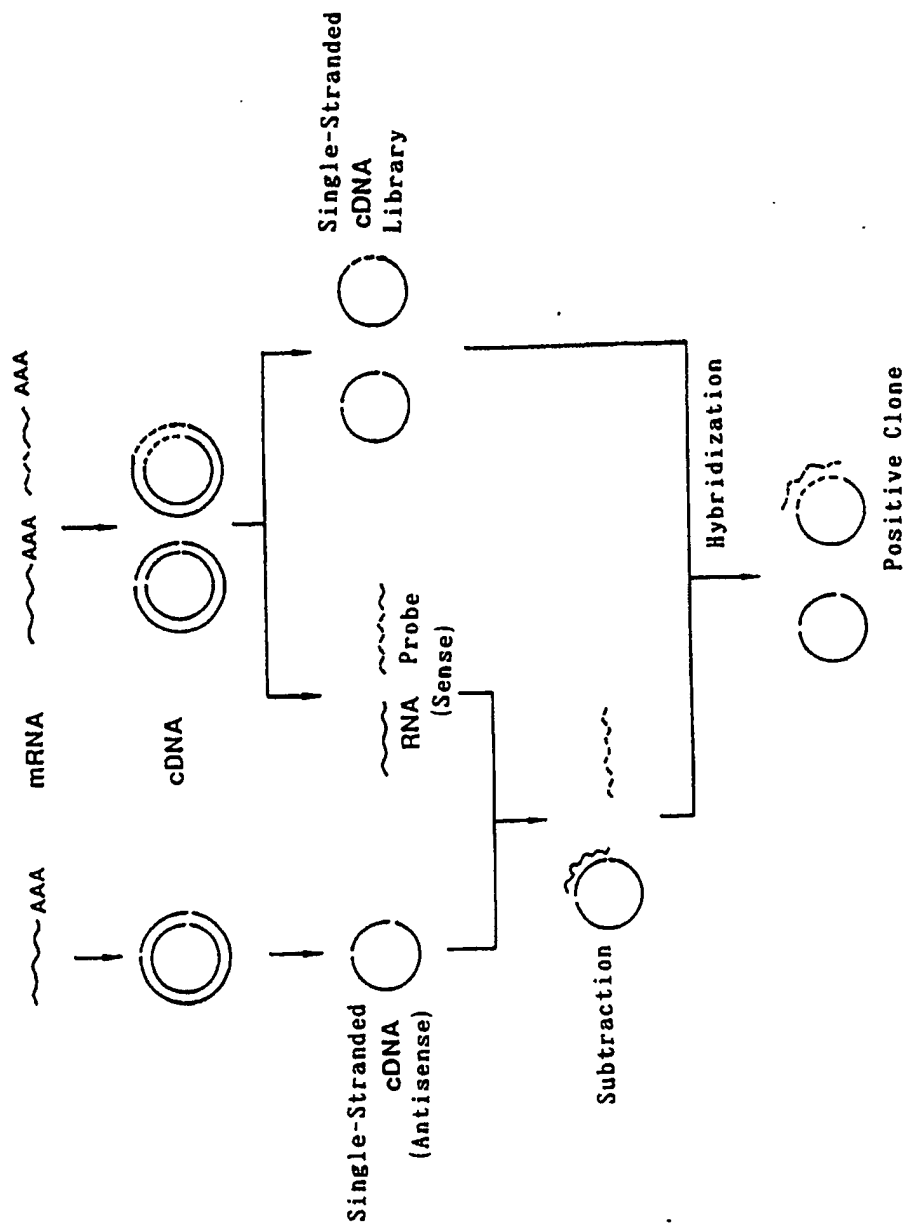 AAA mRNA AAA AAA
cDNA
Single-Stranded
cDNA
(Antisense)
RNA Probe
(Sense)
Single-Stranded
cDNA
Library
Subtraction
Hybridization
Positive Clone